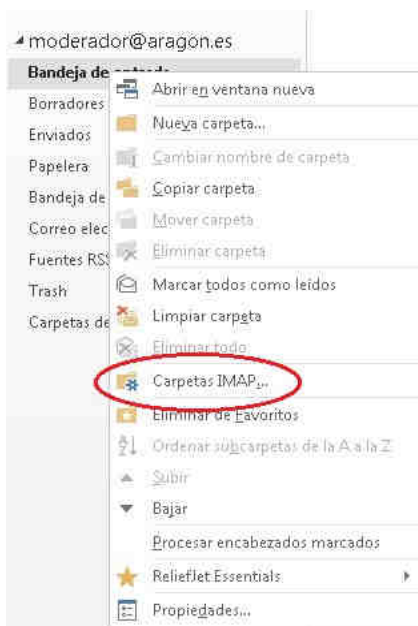 moderador@aragon.es
Bandeja de entrada
Borradores
Enviados
Papelera
Bandeja de
Correo elec
Fuentes RSS
Trash
Carpetas de
Abrir en ventana nueva
Nueva carpeta...
Cambiar nombre de carpeta
Copiar carpeta
Mover carpeta
Eliminar carpeta
Marcar todos como leídos
Limpiar carpeta
Eliminar todo
Carpetas IMAP...
Eliminar de Favoritos
Ordenar subcarpetas de la A a la Z
Subir
Bajar
Procesar encabezados marcados
ReliefJet Essentials
Propiedades...